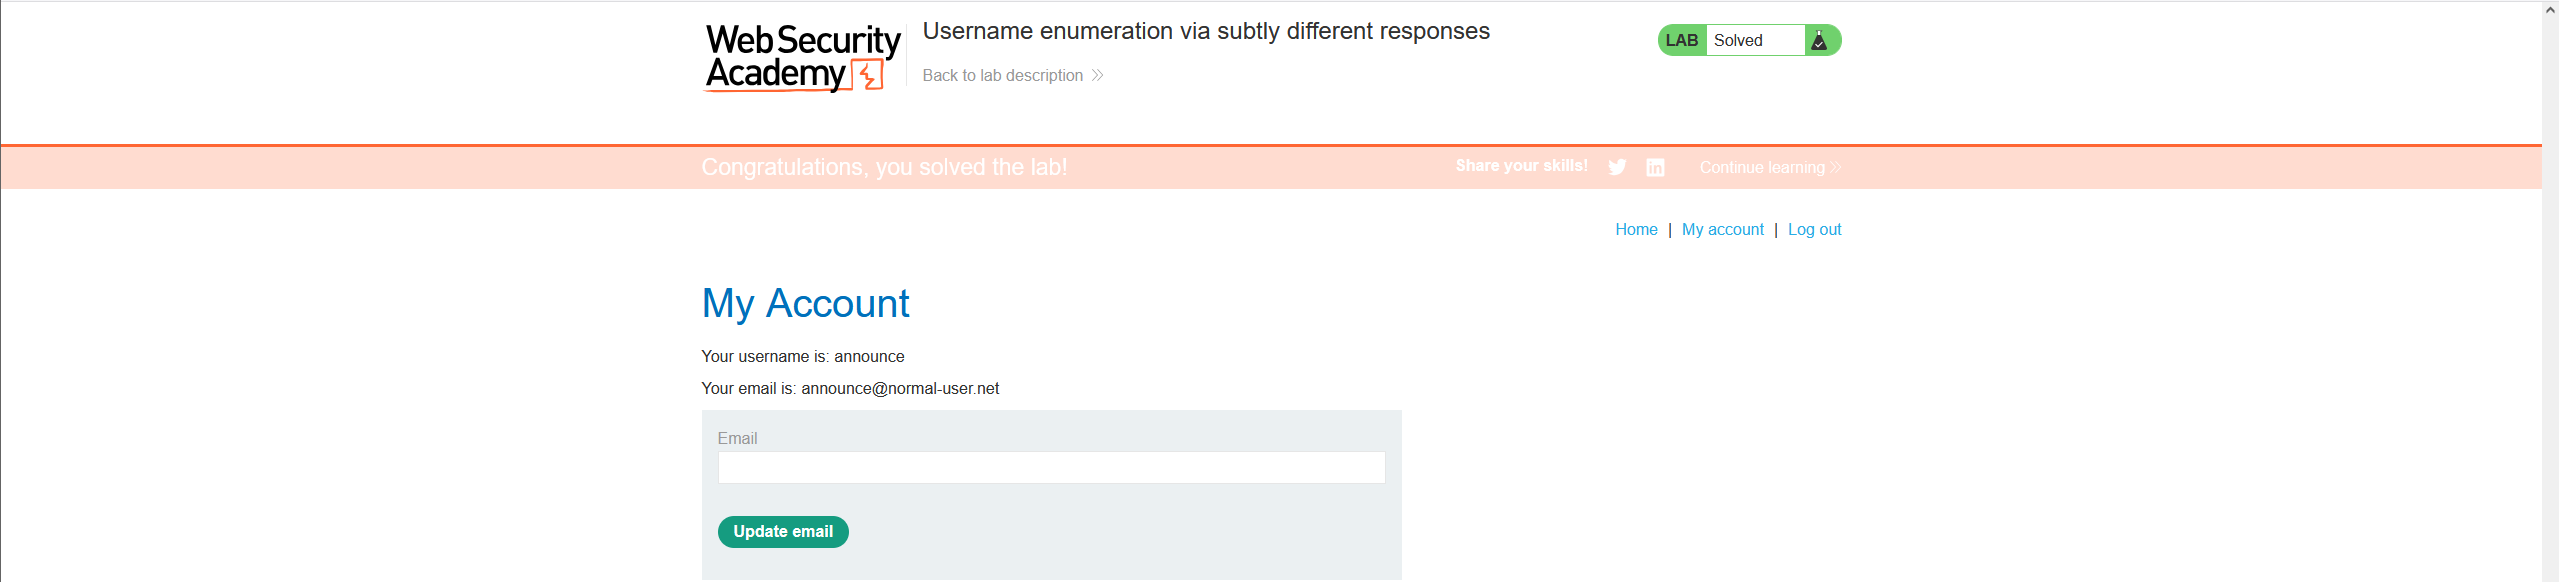 Web Security
Academy
Username enumeration via subtly different responses
Back to lab description
LAB Solved
Congratulations, you solved the lab!
Share your skills!
Continue learning
Home | My account | Log out
My Account
Your username is: announce
Your email is: announce@normal-user.net
Email
Update email